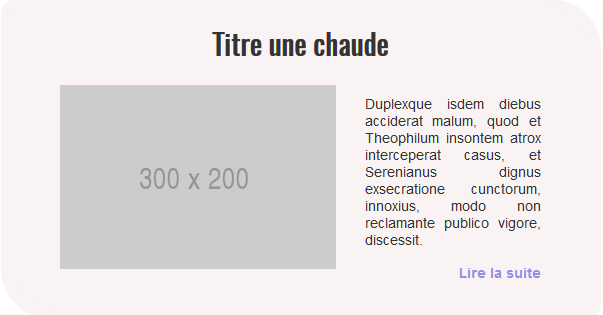 Titre une chaude
300 x 200
Duplexque isdem diebus
acciderat malum, quod et
Theophilum insontem atrox
interceperat casus, et
Serenianus dignus
exsecratione cunctorum,
innoxius, modo non
reclamante publico vigore,
discessit.
Lire la suite